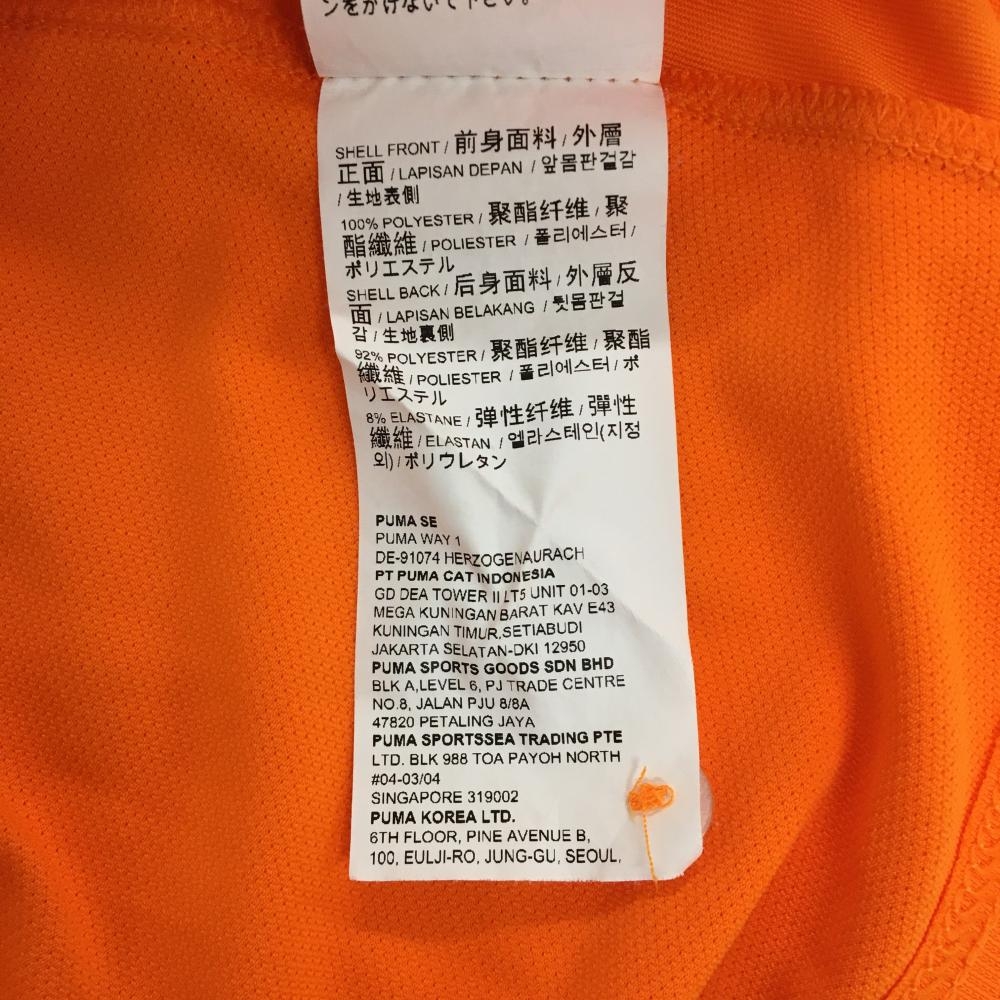 ンをかけないで下さい。
SHELL FRONT / 前身面料 / 外層
正面 / LAPISAN DEPAN / 앞몸판겉감
/ 生地表側
100% POLYESTER / 聚酯纤维 / 聚
酯纖維 / POLIESTER / 폴리에스터 /
ポリエステル
SHELL BACK / 后身面料 / 外層反
面 / LAPISAN BELAKANG / 뒷몸판겉
감 / 生地裏側
92% POLYESTER / 聚酯纤维 / 聚酯
纖維 / POLIESTER / 폴리에스터 / ポ
リエステル
8% ELASTANE / 弹性纤维 / 彈性
纖維 / ELASTAN / 엘라스테인(지정
외) / ポリウレタン
PUMA SE
PUMA WAY 1
DE-91074 HERZOGENAURACH
PT PUMA CAT INDONESIA
GD DEA TOWER II LT5 UNIT 01-03
MEGA KUNINGAN BARAT KAV E43
KUNINGAN TIMUR,SETIABUDI
JAKARTA SELATAN-DKI 12950
PUMA SPORTS GOODS SDN BHD
BLK A,LEVEL 6, PJ TRADE CENTRE
NO.8, JALAN PJU 8/8A
47820 PETALING JAYA
PUMA SPORTSSEA TRADING PTE
LTD. BLK 988 TOA PAYOH NORTH
#04-03/04
SINGAPORE 319002
PUMA KOREA LTD.
6TH FLOOR, PINE AVENUE B,
100, EULJI-RO, JUNG-GU, SEOUL,